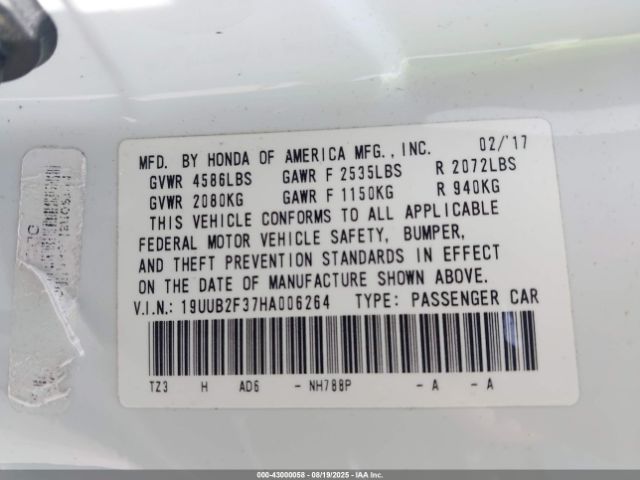 MFD. BY HONDA OF AMERICA MFG., INC. 02/'17
GVWR 4586LBS GAWR F 2535LBS R 2072LBS
GVWR 2080KG GAWR F 1150KG R 940KG
THIS VEHICLE CONFORMS TO ALL APPLICABLE
FEDERAL MOTOR VEHICLE SAFETY, BUMPER,
AND THEFT PREVENTION STANDARDS IN EFFECT
ON THE DATE OF MANUFACTURE SHOWN ABOVE.
V.I.N.: 19UUB2F37HA006264 TYPE: PASSENGER CAR
TZ3 H AD6 - NH788P - A - A
000-43000058 - 08/19/2025 - IAA Inc.